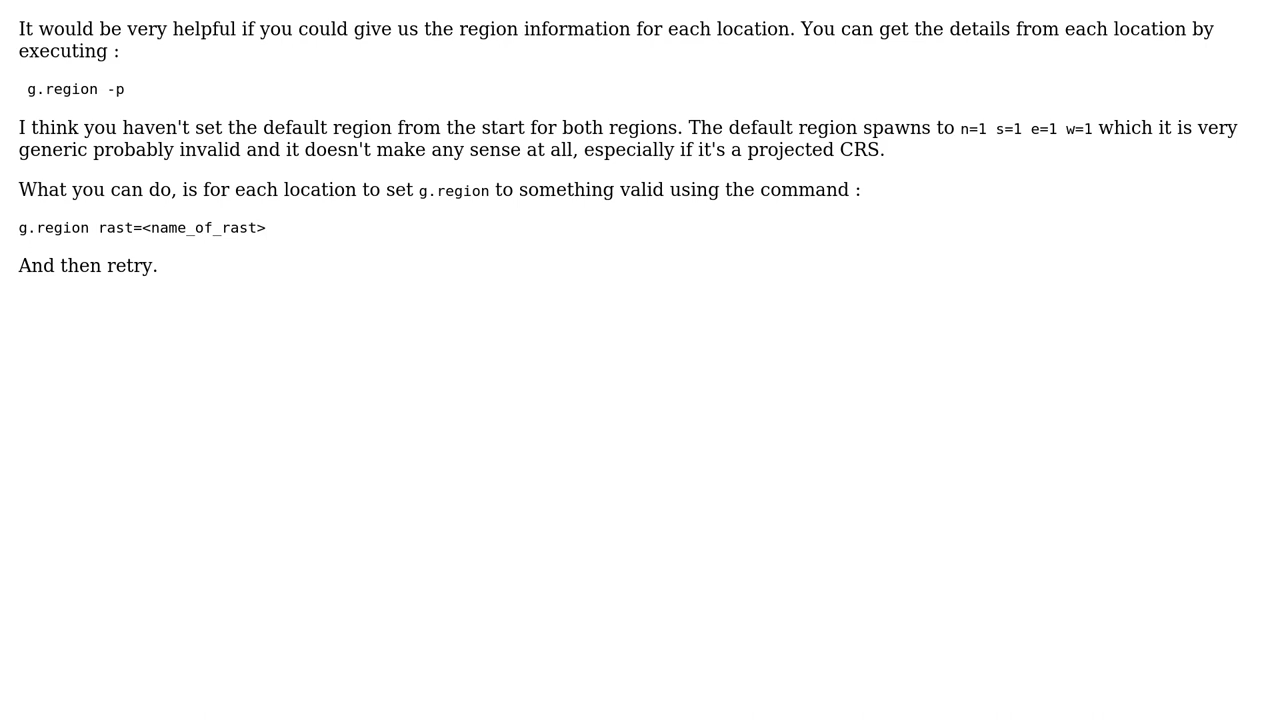 It would be very helpful if you could give us the region information for each location. You can get the details from each location by
executing :
g.region -p
I think you haven't set the default region from the start for both regions. The default region spawns to n=1 s=1 e=1 w=1 which it is very
generic probably invalid and it doesn't make any sense at all, especially if it's a projected CRS.
What you can do, is for each location to set g.region to something valid using the command :
g.region rast=<name_of_rast>
And then retry.